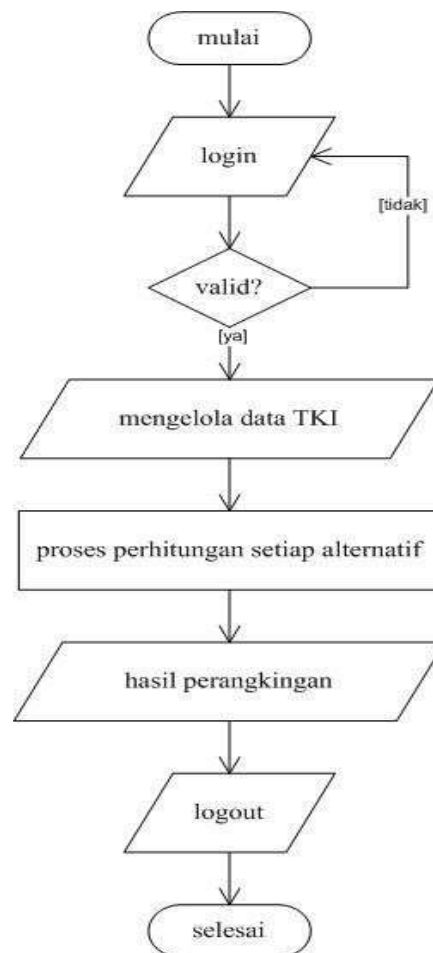 mulai
login
[tidak]
valid?
[ya]
mengelola data TKI
proses perhitungan setiap alternatif
hasil perangkingan
logout
selesai